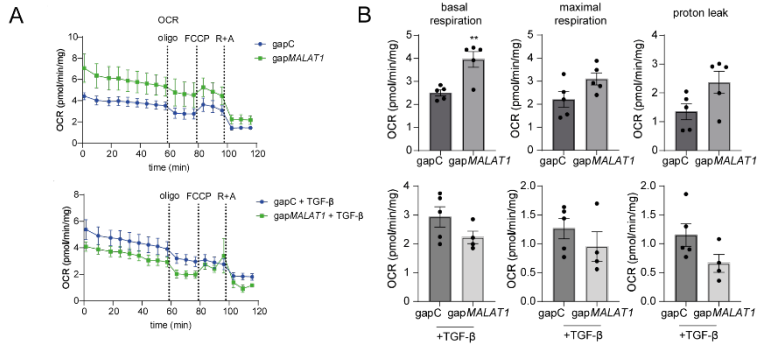 A
OCR
oligo FCCP R+A
gapC
gapMALAT1
OCR (pmol/min/mg)
10
8
6
4
2
0
0 20 40 60 80 100 120
time (min)
oligo FCCP R+A
gapC + TGF-β
gapMALAT1 + TGF-β
OCR (pmol/min/mg)
10
8
6
4
2
0
0 20 40 60 80 100 120
time (min)
B
basal
respiration
**
OCR (pmol/min/mg)
6
4
2
0
gapC gapMALAT1
maximal
respiration
OCR (pmol/min/mg)
6
4
2
0
gapC gapMALAT1
proton leak
OCR (pmol/min/mg)
5
4
3
2
1
0
gapC gapMALAT1
OCR (pmol/min/mg)
4
3
2
1
0
gapC gapMALAT1
+TGF-β
OCR (pmol/min/mg)
2.0
1.5
1.0
0.5
0.0
gapC gapMALAT1
+TGF-β
OCR (pmol/min/mg)
2.0
1.5
1.0
0.5
0.0
gapC gapMALAT1
+TGF-β